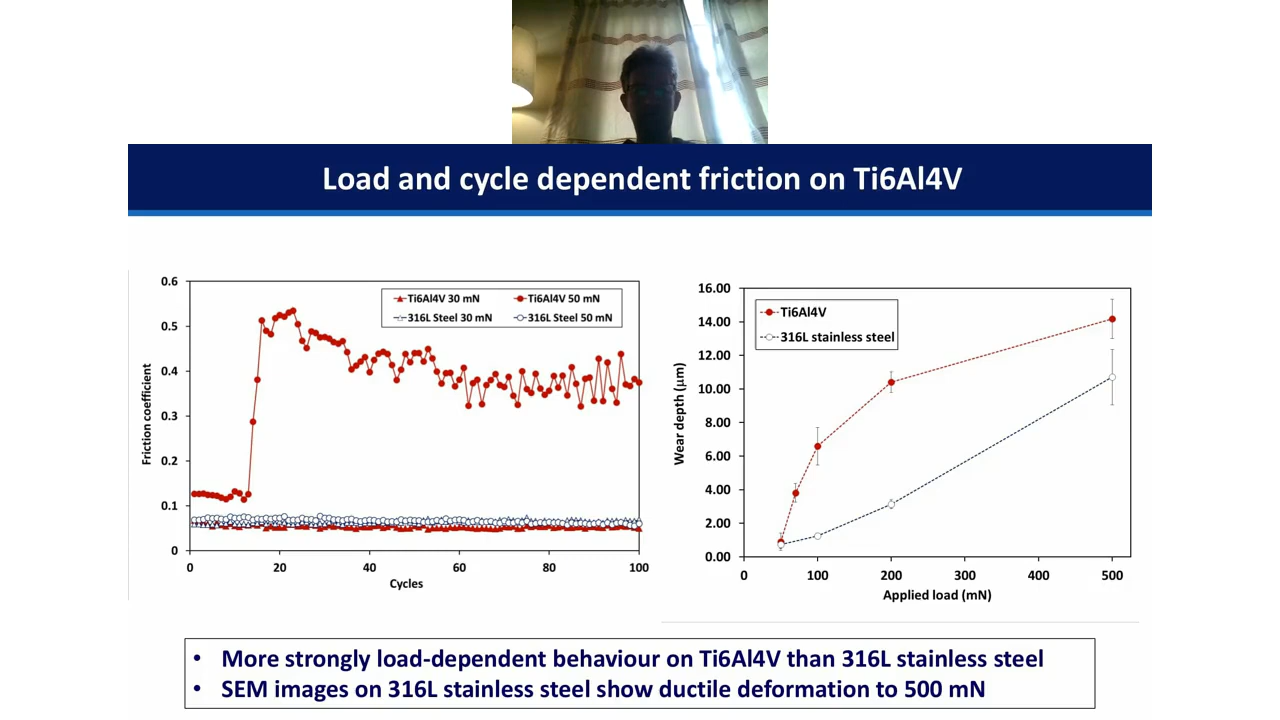 Load and cycle dependent friction on Ti6Al4V
0.6
0.5
0.4
0.3
0.2
0.1
0
Friction coefficient
Ti6Al4V 30 mN
Ti6Al4V 50 mN
316L Steel 30 mN
316L Steel 50 mN
0 20 40 60 80 100
Cycles
16.00
14.00
12.00
10.00
8.00
6.00
4.00
2.00
0.00
Wear depth (μm)
Ti6Al4V
316L stainless steel
0 100 200 300 400 500
Applied load (mN)
• More strongly load-dependent behaviour on Ti6Al4V than 316L stainless steel
• SEM images on 316L stainless steel show ductile deformation to 500 mN